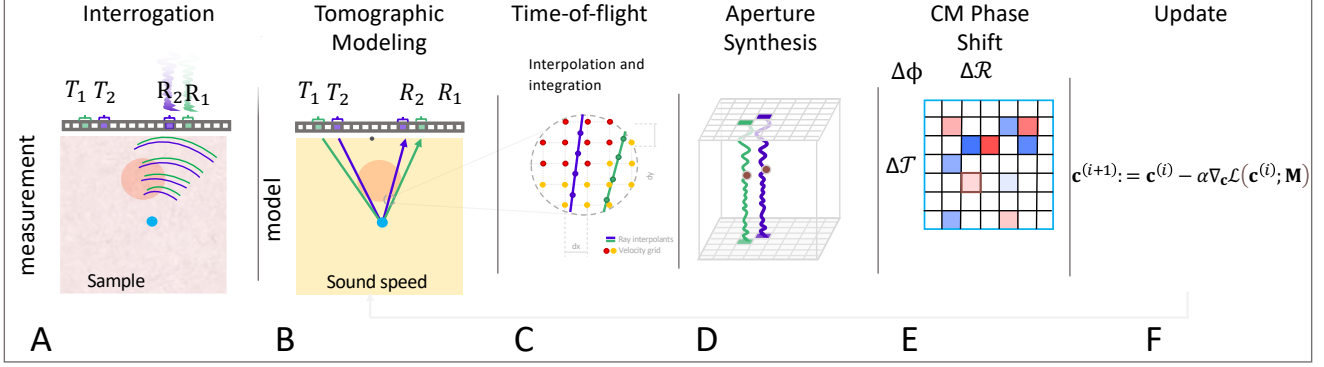 Interrogation
Tomographic
Modeling
Time-of-flight
Aperture
Synthesis
CM Phase
Shift
Update
measurement
T₁ T₂ R₂ R₁
Sample
model
T₁ T₂ R₂ R₁
Sound speed
Interpolation and
integration
dy
dx
Ray interpolants
Velocity grid
Δϕ Δℛ
Δ𝒯
𝐜⁽ⁱ⁺¹⁾:= 𝐜⁽ⁱ⁾ − α∇𝐜ℒ(𝐜⁽ⁱ⁾; 𝐌)
A B C D E F